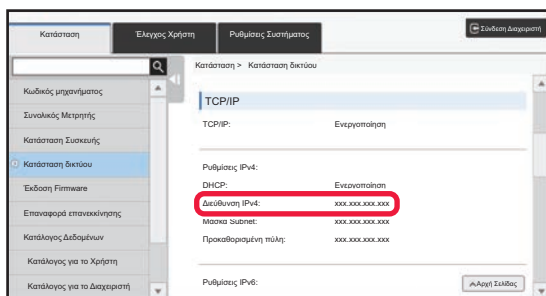 Κατάσταση
Έλεγχος Χρήστη
Ρυθμίσεις Συστήματος
Σύνδεση Διαχειριστή
Κατάσταση > Κατάσταση δικτύου
Κωδικός μηχανήματος
Συνολικός Μετρητής
Κατάσταση Συσκευής
Κατάσταση δικτύου
Έκδοση Firmware
Επαναφορά επανεκκίνησης
Κατάλογος Δεδομένων
Κατάλογος για το Χρήστη
Κατάλογος για το Διαχειριστή
TCP/IP
TCP/IP: Ενεργοποίηση
Ρυθμίσεις IPv4:
DHCP: Ενεργοποίηση
Διεύθυνση IPv4: xxx.xxx.xxx.xxx
Μάσκα Subnet: xxx.xxx.xxx.xxx
Προκαθορισμένη πύλη: xxx.xxx.xxx.xxx
Ρυθμίσεις IPv6:
Αρχή Σελίδας